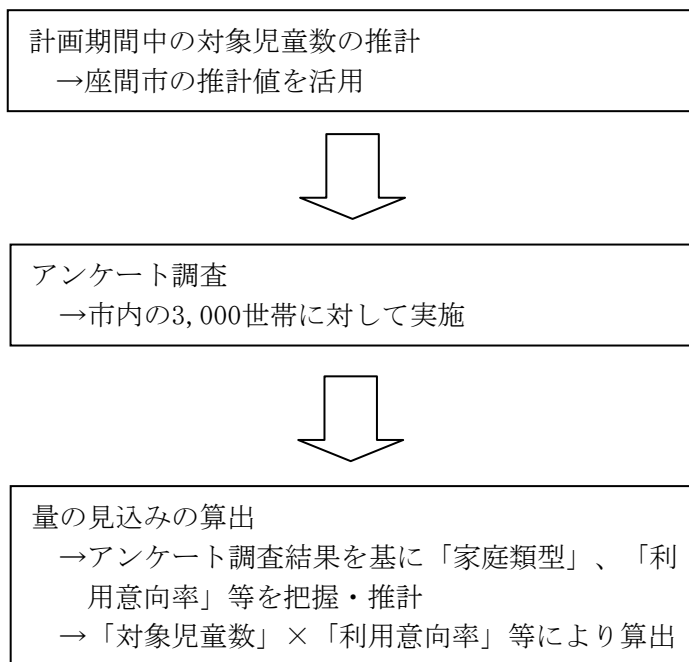 計画期間中の対象児童数の推計
→座間市の推計値を活用
アンケート調査
→市内の3,000世帯に対して実施
量の見込みの算出
→アンケート調査結果を基に「家庭類型」、「利
用意向率」等を把握・推計
→「対象児童数」×「利用意向率」等により算出